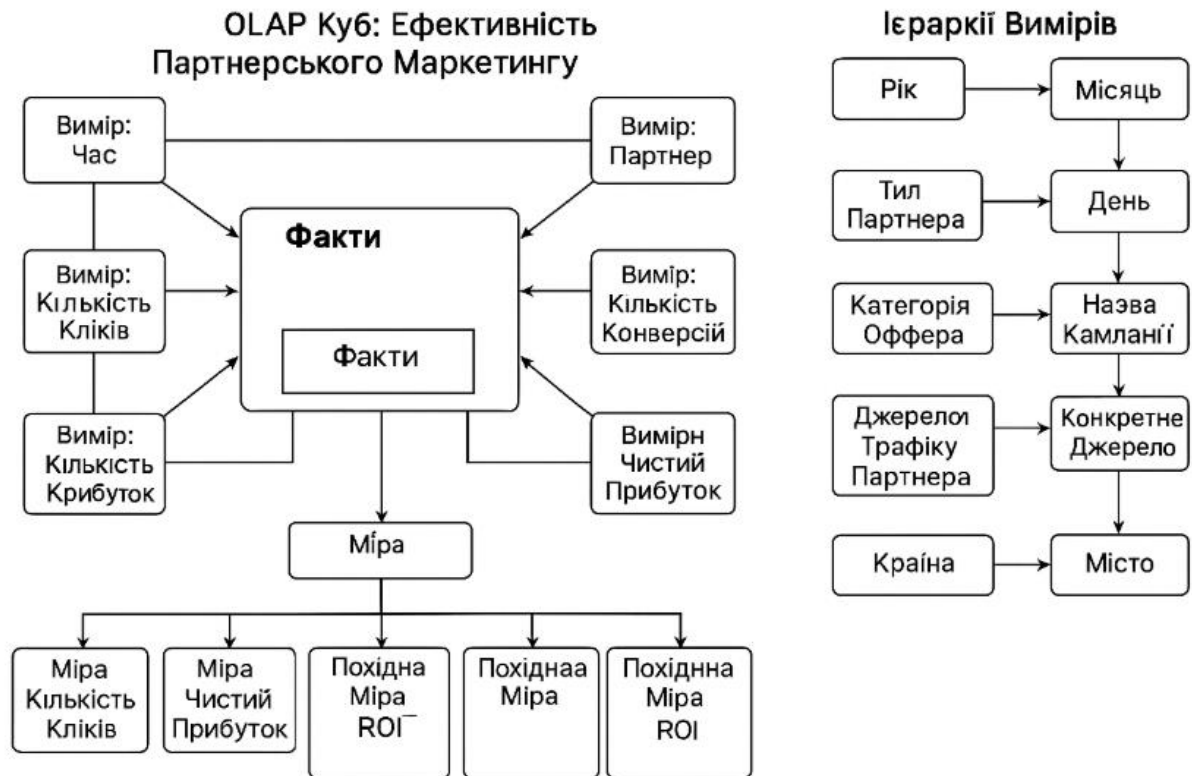 OLAP Куб: Ефективність
Партнерського Маркетингу
Вимір:
Час
Вимір:
Партнер
Факти
Вимір:
Кількість
Кліків
Вимір:
Кількість
Конверсій
Факти
Вимір:
Кількість
Крибуток
Вимірн
Чистий
Прибуток
Міра
Міра
Кількість
Кліків
Міра
Чистий
Прибуток
Похідна
Міра
ROI¯
Похіднаа
Міра
Похіднна
Міра
ROI
Ієраркії Вимірів
Рік
Місяць
Тил
Партнера
День
Категорія
Оффера
Назва
Камланії
Джерелоı
Трафіку
Партнера
Конкретне
Джерело
Країна
Місто